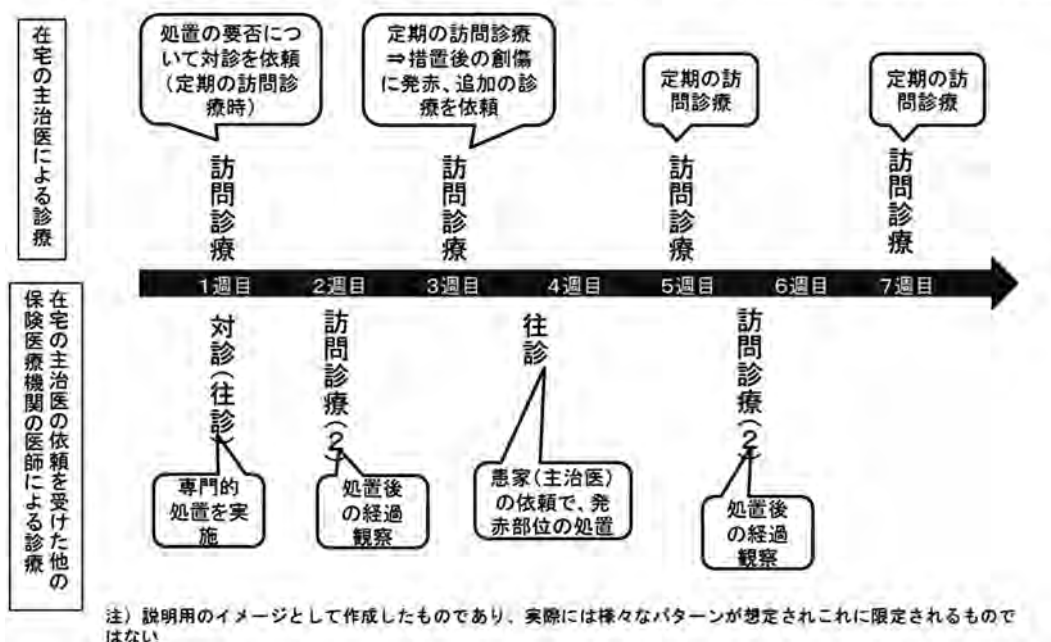 在宅の主治医による診療
処置の要否につ
いて対診を依頼
(定期の訪問診
療時)
定期の訪問診療
⇒措置後の創傷
に発赤、追加の診
療を依頼
定期の訪
問診療
定期の訪
問診療
訪問診療
訪問診療
訪問診療
訪問診療
1週目 2週目 3週目 4週目 5週目 6週目 7週目
在宅の主治医の依頼を受けた他の
保険医療機関の医師による診療
対診(往診)
訪問診療(2)
往診
訪問診療(2)
専門的
処置を実
施
処置後
の経過
観察
患家(主治医)
の依頼で、発
赤部位の処置
処置後
の経過
観察
注)説明用のイメージとして作成したものであり、実際には様々なパターンが想定されこれに限定されるもので
はない